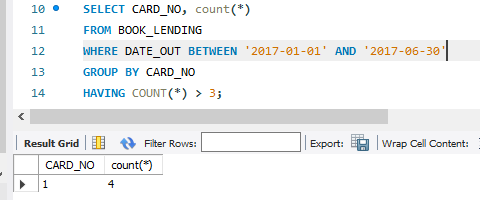 10 SELECT CARD_NO, count(*)
11 FROM BOOK_LENDING
12 WHERE DATE_OUT BETWEEN '2017-01-01' AND '2017-06-30'
13 GROUP BY CARD_NO
14 HAVING COUNT(*) > 3;
Result Grid Filter Rows: Export: Wrap Cell Content:
CARD_NO count(*)
1 4